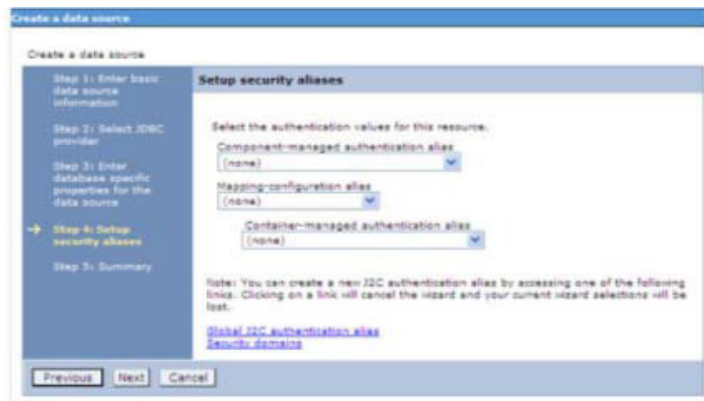 Create a data source
Create a data source
Step 1: Enter basic
data source
information
Step 2: Select JDBC
provider
Step 3: Enter
database specific
properties for the
data source
Step 4: Setup
security aliases
Step 5: Summary
Setup security aliases
Select the authentication values for this resource.
Component-managed authentication alias
(none)
Mapping-configuration alias
(none)
Container-managed authentication alias
(none)
Note: You can create a new J2C authentication alias by accessing one of the following
links. Clicking on a link will cancel the wizard and your current wizard selections will be
lost.
Global J2C authentication alias
Security domains
Previous Next Cancel